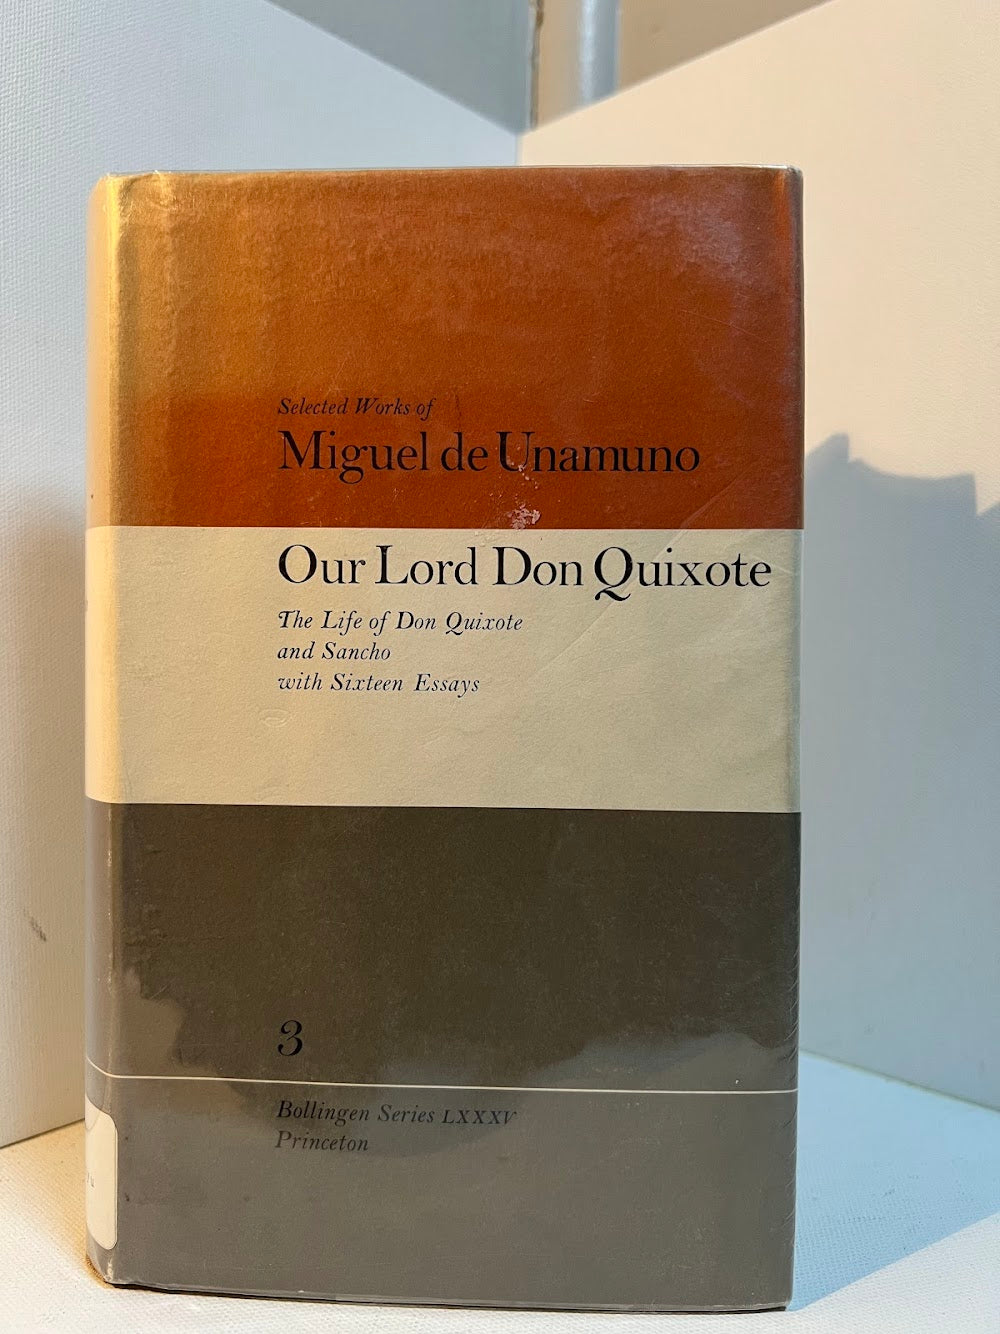 Selected Works of
Miguel de Unamuno
Our Lord Don Quixote
The Life of Don Quixote
and Sancho
with Sixteen Essays
3
Bollingen Series LXXXV
Princeton